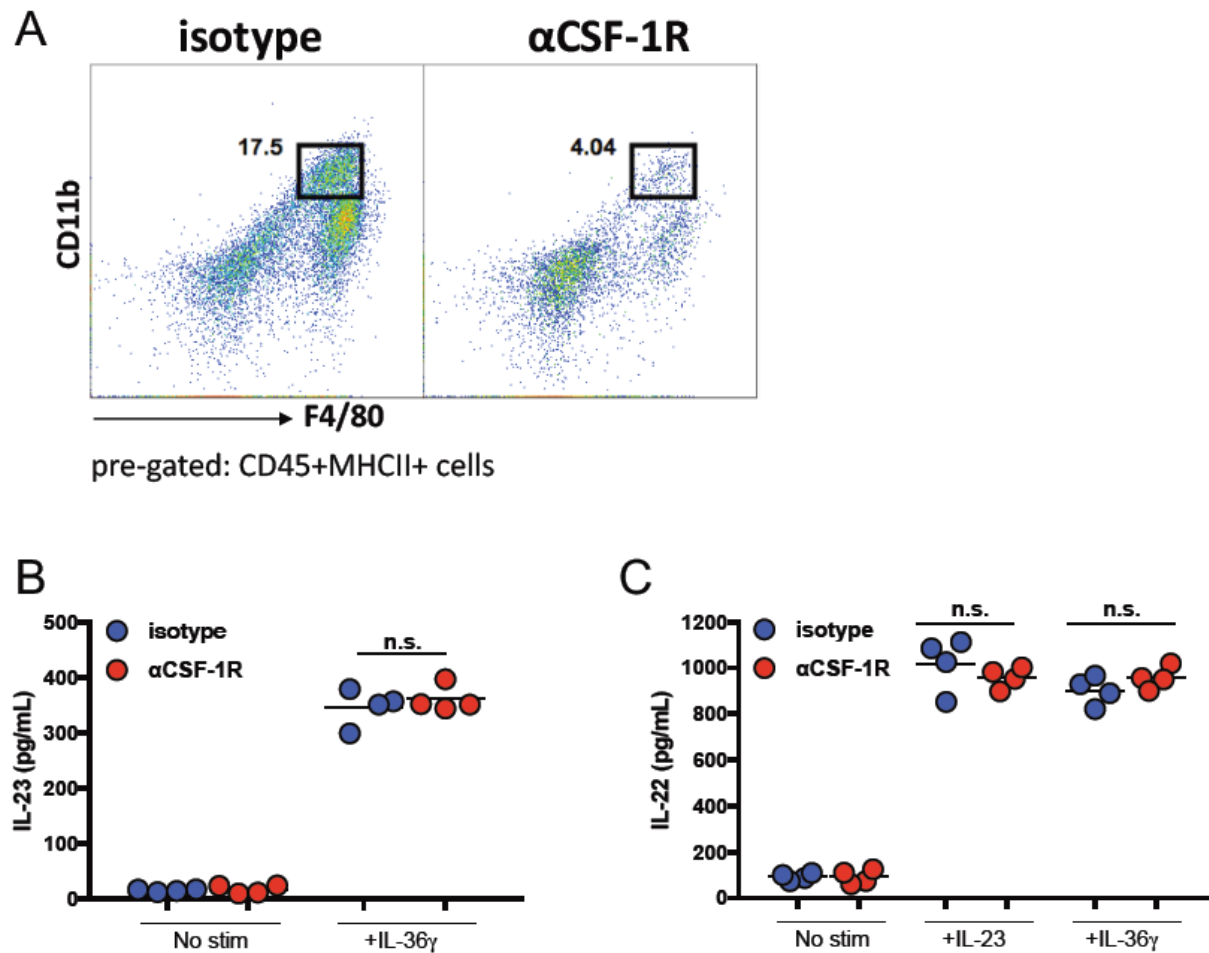 A
isotype
αCSF-1R
17.5
4.04
CD11b
F4/80
pre-gated: CD45+MHCII+ cells
B
IL-23 (pg/mL)
500
400
300
200
100
0
isotype
αCSF-1R
n.s.
No stim
+IL-36γ
C
IL-22 (pg/mL)
1200
1000
800
600
400
200
0
isotype
αCSF-1R
n.s.
n.s.
No stim
+IL-23
+IL-36γ